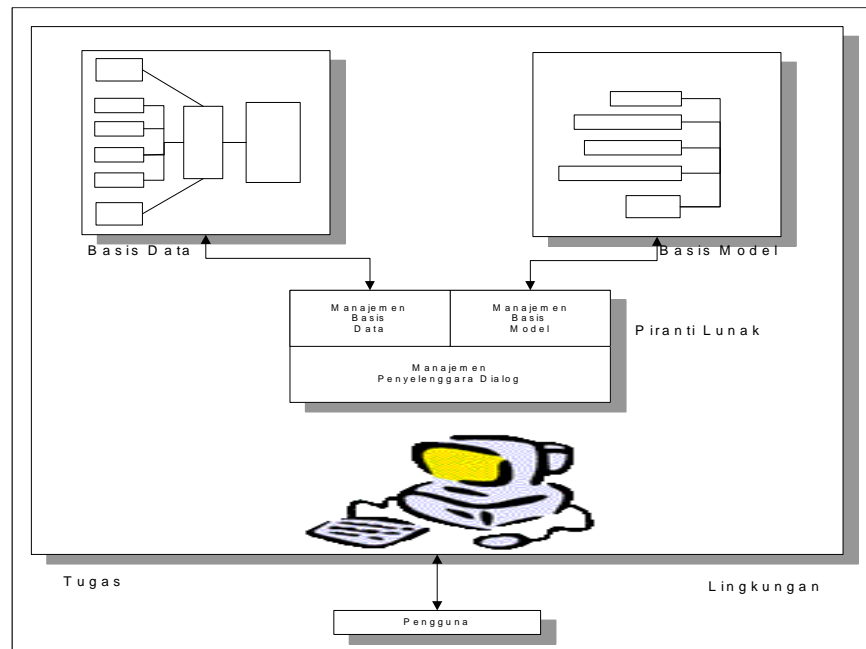 Basis Data
Basis Model
Manajemen
Basis
Data
Manajemen
Basis
Model
Piranti Lunak
Manajemen
Penyelenggara Dialog
Tugas
Lingkungan
Pengguna